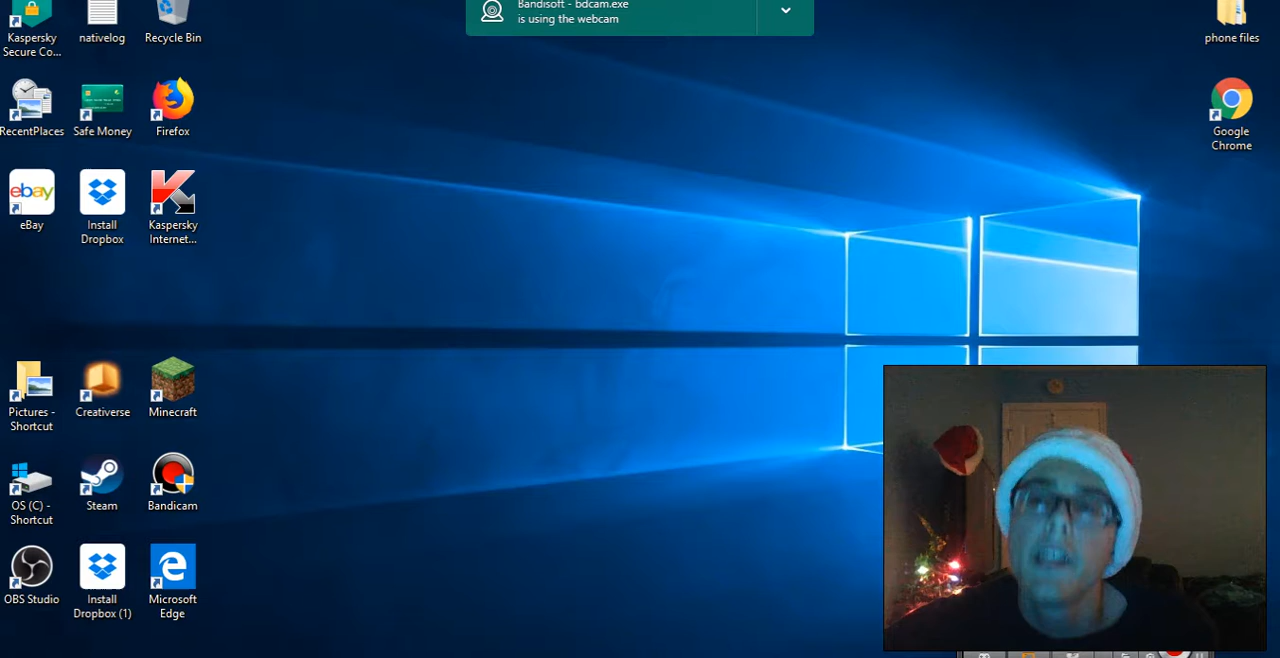 Bandisoft - bdcam.exe
is using the webcam
Kaspersky
Secure Co...
nativelog
Recycle Bin
phone files
RecentPlaces
Safe Money
Firefox
Google
Chrome
ebay
eBay
Install
Dropbox
Kaspersky
Internet...
Pictures -
Shortcut
Creativerse
Minecraft
OS (C) -
Shortcut
Steam
Bandicam
OBS Studio
Install
Dropbox (1)
Microsoft
Edge